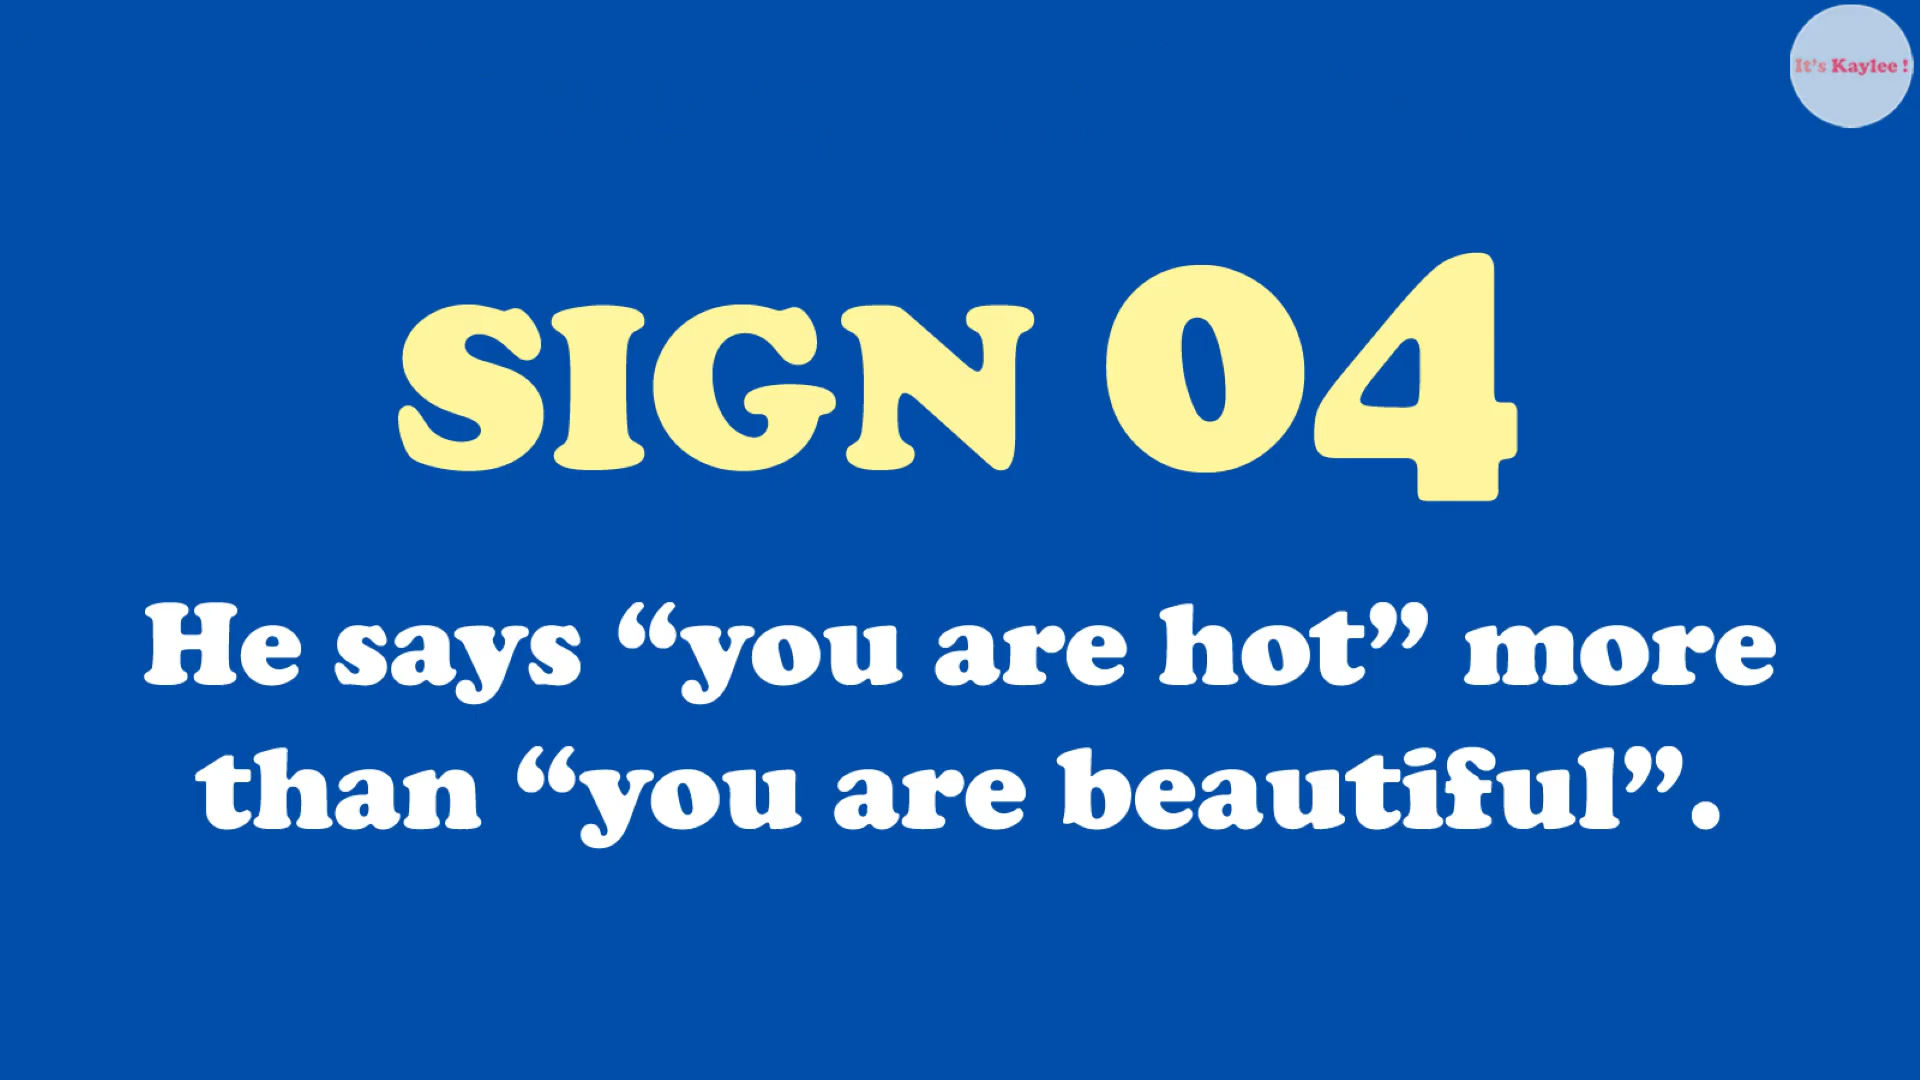 It's Kaylee !
SIGN 04
He says “you are hot” more
than “you are beautiful”.